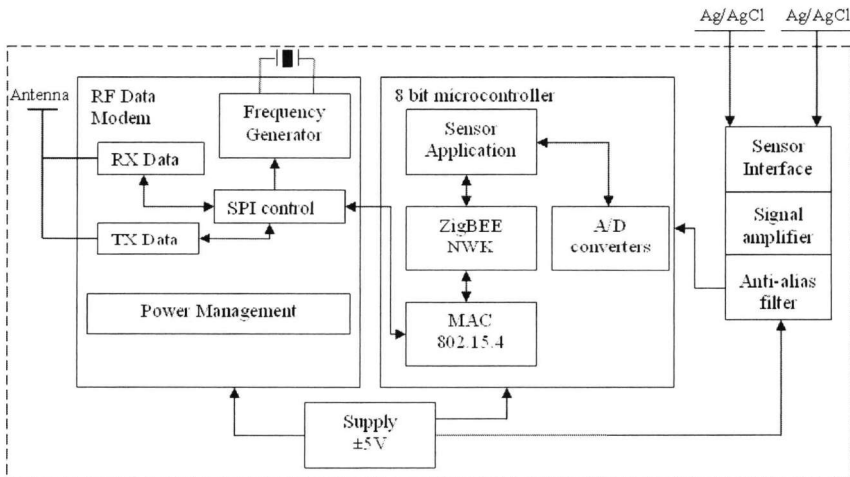 Ag/AgCl Ag/AgCl
Antenna
RF Data
Modem
Frequency
Generator
RX Data
SPI control
TX Data
Power Management
8 bit microcontroller
Sensor
Application
ZigBEE
NWK
A/D
converters
MAC
802.15.4
Sensor
Interface
Signal
amplifier
Anti-alias
filter
Supply
±5V